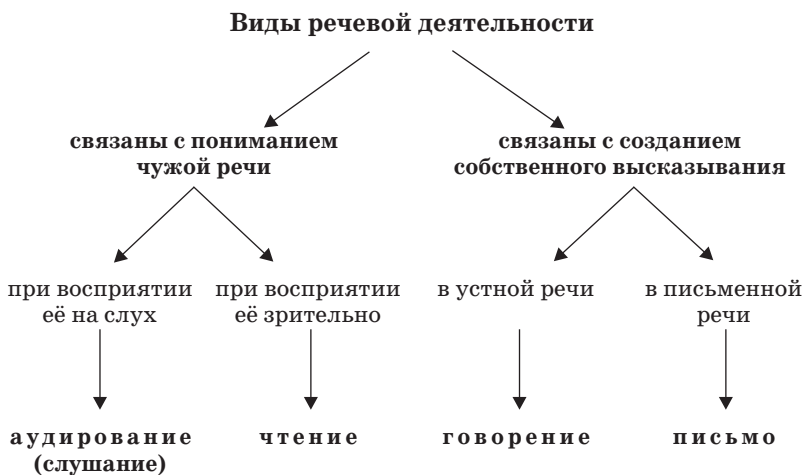 Виды речевой деятельности
связаны с пониманием
чужой речи
связаны с созданием
собственного высказывания
при восприятии
её на слух
при восприятии
её зрительно
в устной речи
в письменной
речи
аудирование
(слушание)
чтение
говорение
письмо